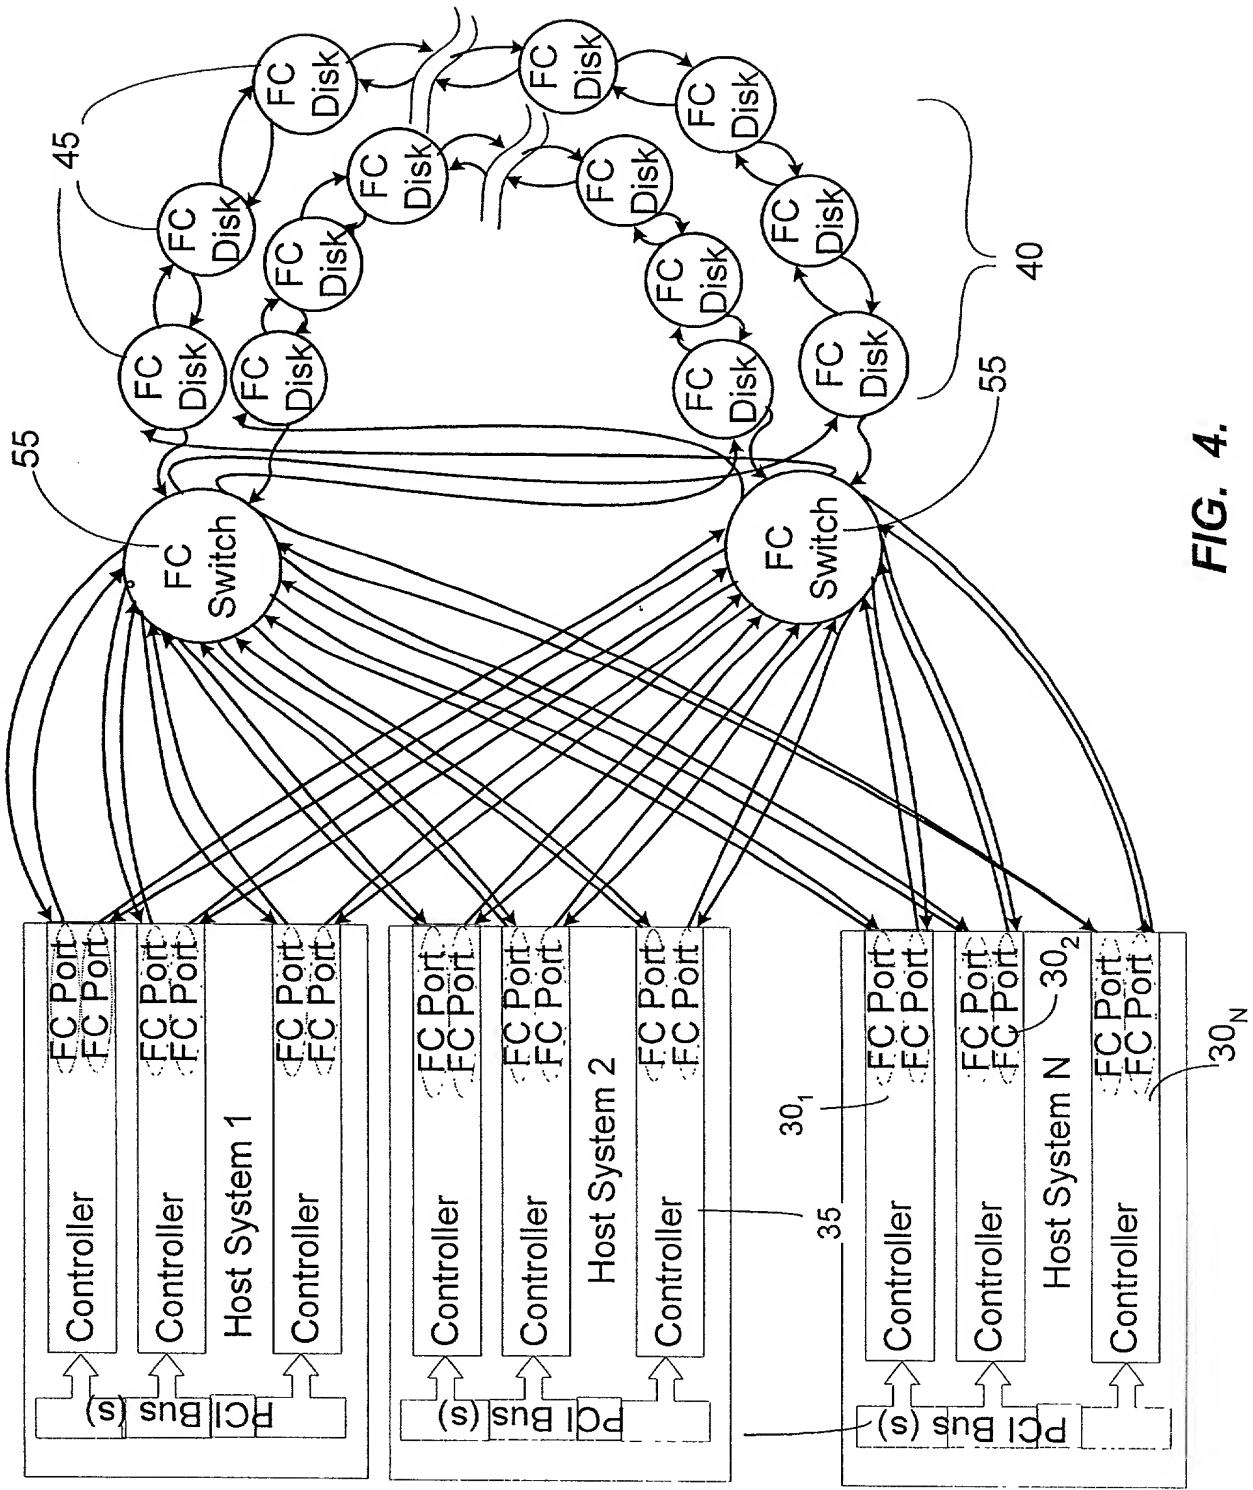 45
FC
Disk
FC
Disk
FC
Disk
FC
Disk
FC
Disk
FC
Disk
FC
Disk
FC
Disk
FC
Disk
FC
Disk
FC
Disk
FC
Disk
FC
Disk
40
55
FC
Switch
FC
Switch
55
FC Port
FC Port
FC Port
FC Port
FC Port
FC Port
Controller
Controller
Host System 1
Controller
PCI Bus (s)
FC Port
FC Port
FC Port
FC Port
FC Port
FC Port
Controller
Controller
Host System 2
Controller
35
PCI Bus (s)
FC Port
FC Port
FC Port
FC Port
FC Port
FC Port
30₁
30₂
30N
Controller
Controller
Host System N
Controller
PCI Bus (s)
FIG. 4.